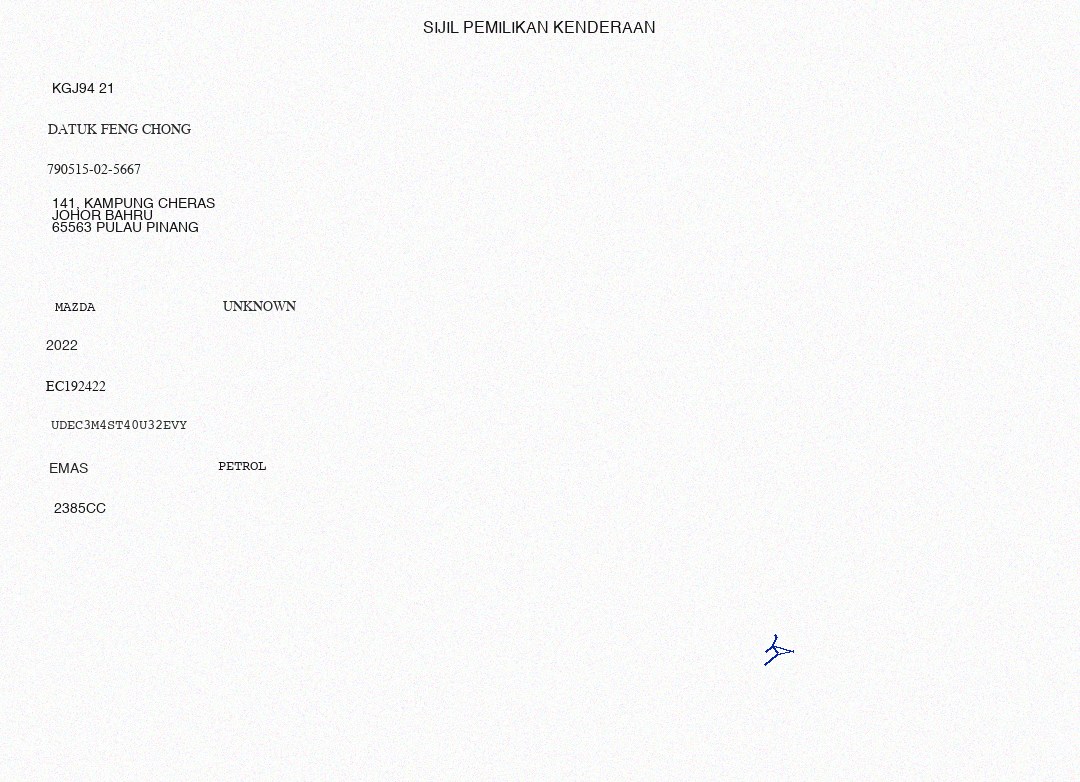 SIJIL PEMILIKAN KENDERAAN
KGJ94 21
DATUK FENG CHONG
790515-02-5667
141, KAMPUNG CHERAS
JOHOR BAHRU
65563 PULAU PINANG
MAZDA UNKNOWN
2022
EC192422
UDEC3M4ST40U32EVY
EMAS PETROL
2385CC